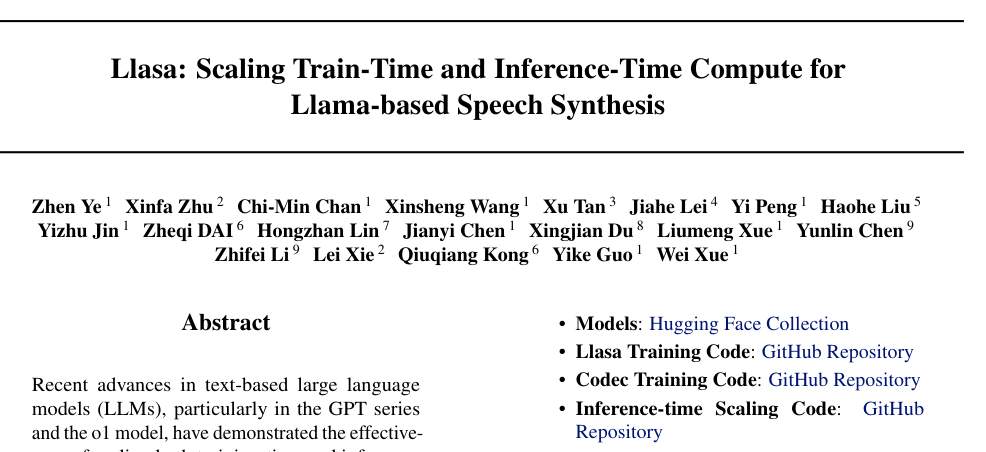 Llasa: Scaling Train-Time and Inference-Time Compute for
Llama-based Speech Synthesis
Zhen Ye 1 Xinfa Zhu 2 Chi-Min Chan 1 Xinsheng Wang 1 Xu Tan 3 Jiahe Lei 4 Yi Peng 1 Haohe Liu 5
Yizhu Jin 1 Zheqi DAI 6 Hongzhan Lin 7 Jianyi Chen 1 Xingjian Du 8 Liumeng Xue 1 Yunlin Chen 9
Zhifei Li 9 Lei Xie 2 Qiuqiang Kong 6 Yike Guo 1 Wei Xue 1
Abstract
Recent advances in text-based large language
models (LLMs), particularly in the GPT series
and the o1 model, have demonstrated the effective-
• Models: Hugging Face Collection
• Llasa Training Code: GitHub Repository
• Codec Training Code: GitHub Repository
• Inference-time Scaling Code: GitHub
Repository